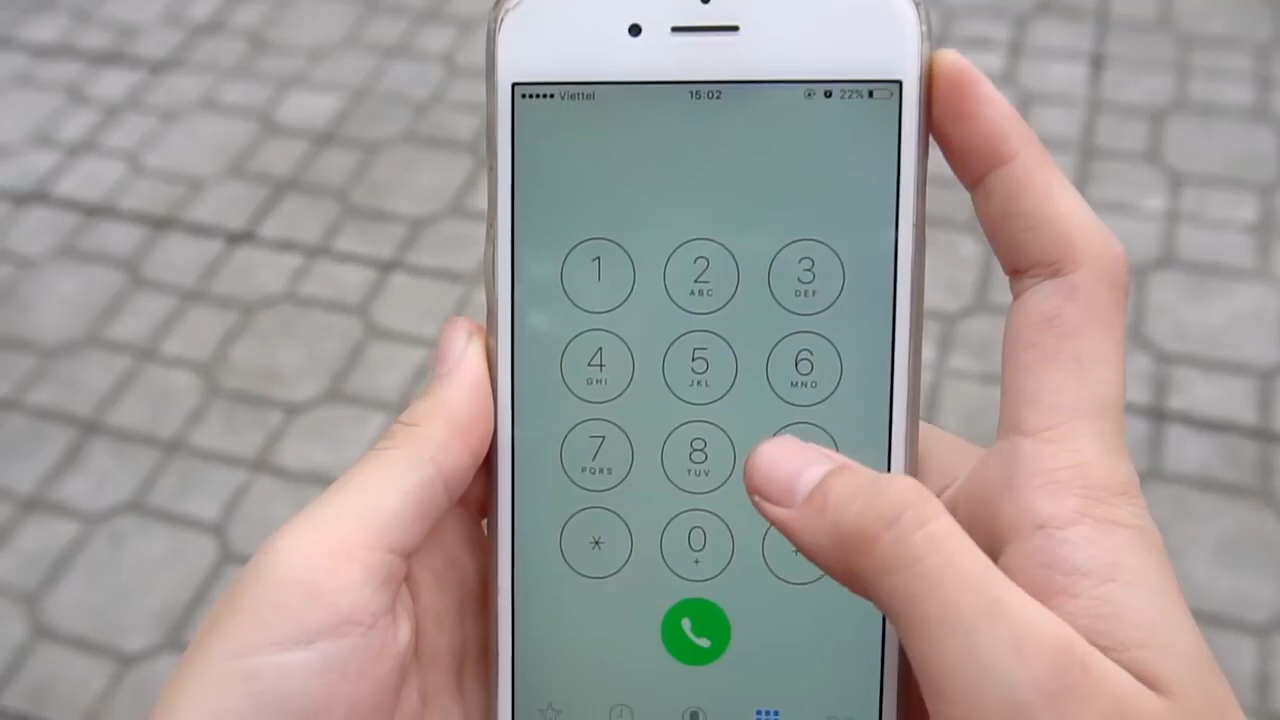 Viettel 15:02 22%
1 2 3
ABC DEF
4 5 6
GHI JKL MNO
7 8
PQRS TUV
* 0
+